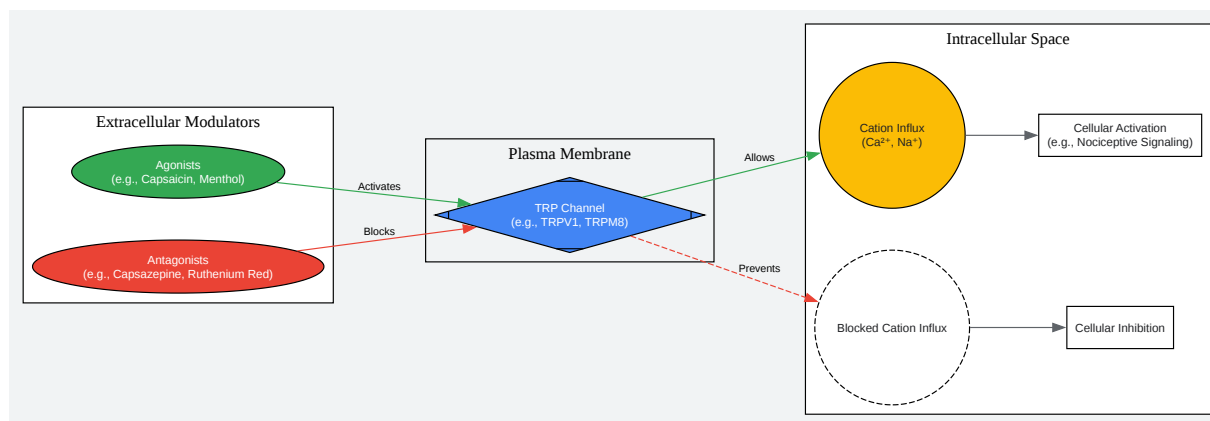 Extracellular Modulators
Agonists
(e.g., Capsaicin, Menthol)
Antagonists
(e.g., Capsazepine, Ruthenium Red)
Activates
Blocks
Plasma Membrane
TRP Channel
(e.g., TRPV1, TRPM8)
Allows
Prevents
Intracellular Space
Cation Influx
(Ca²⁺, Na⁺)
Cellular Activation
(e.g., Nociceptive Signaling)
Blocked Cation Influx
Cellular Inhibition